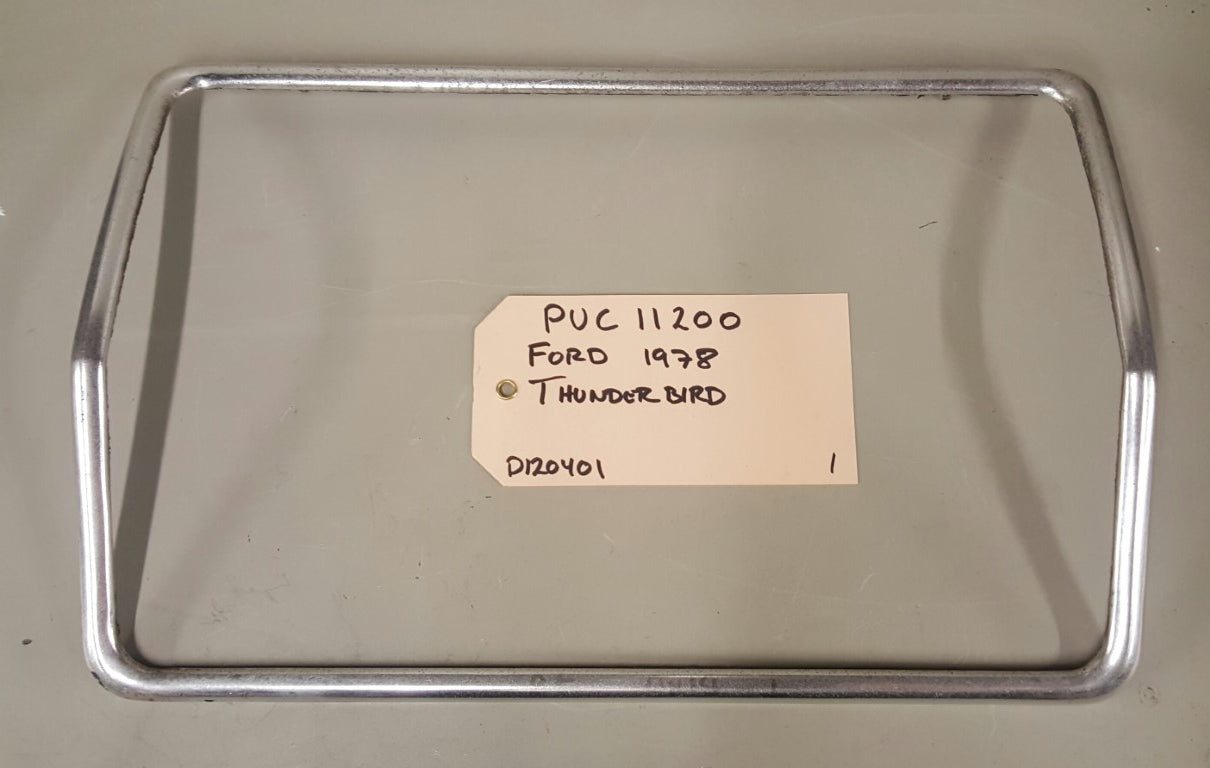 PUC 11200
FORD 1978
THUNDERBIRD
D120401 1